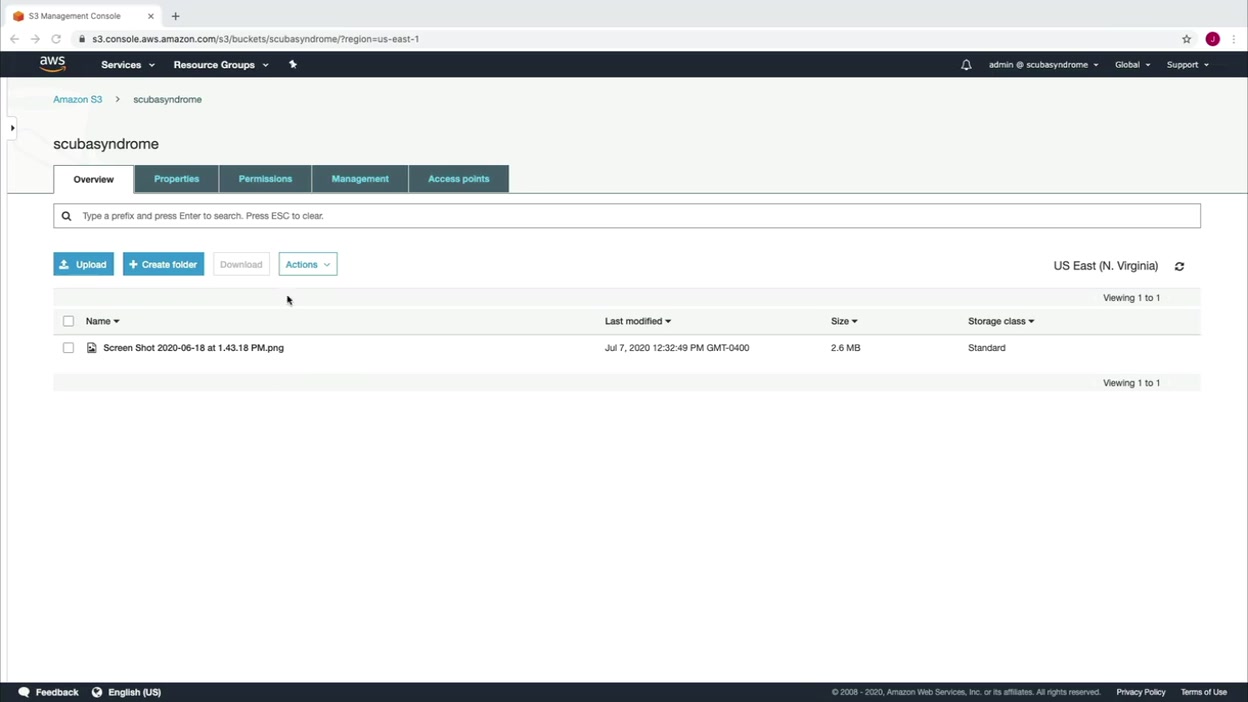 S3 Management Console
s3.console.aws.amazon.com/s3/buckets/scubasyndrome/?region=us-east-1
J
aws Services Resource Groups admin @ scubasyndrome Global Support
Amazon S3 > scubasyndrome
scubasyndrome
Overview Properties Permissions Management Access points
Type a prefix and press Enter to search. Press ESC to clear.
Upload + Create folder Download Actions US East (N. Virginia)
Viewing 1 to 1
Name Last modified Size Storage class
Screen Shot 2020-06-18 at 1.43.18 PM.png Jul 7, 2020 12:32:49 PM GMT-0400 2.6 MB Standard
Viewing 1 to 1
Feedback English (US) © 2008 - 2020, Amazon Web Services, Inc. or its affiliates. All rights reserved. Privacy Policy Terms of Use